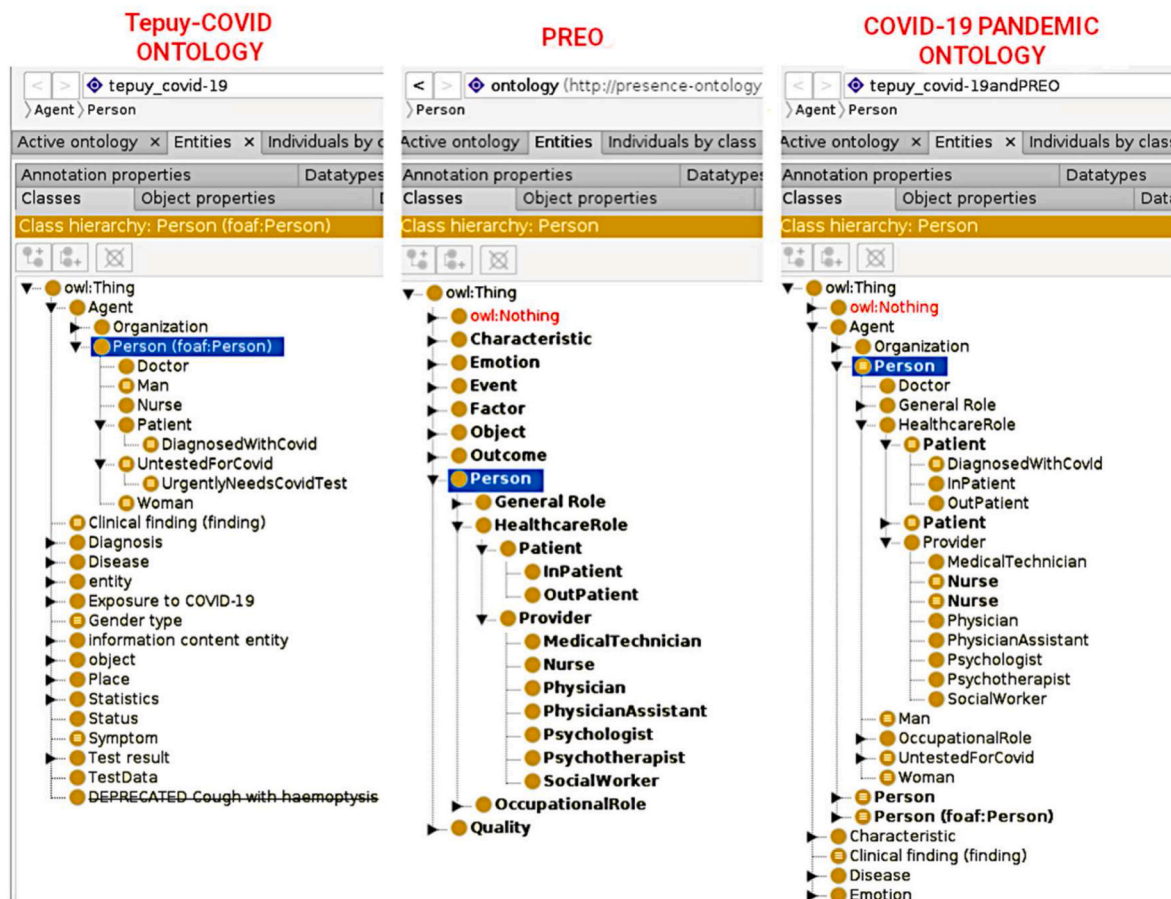 Tepuy-COVID
ONTOLOGY
< > tepuy_covid-19
Agent Person
Active ontology × Entities × Individuals by c
Annotation properties Datatypes
Classes Object properties
Class hierarchy: Person (foaf:Person)
owl:Thing
Agent
Organization
Person (foaf:Person)
Doctor
Man
Nurse
Patient
DiagnosedWithCovid
UntestedForCovid
UrgentlyNeedsCovidTest
Woman
Clinical finding (finding)
Diagnosis
Disease
entity
Exposure to COVID-19
Gender type
information content entity
object
Place
Statistics
Status
Symptom
Test result
TestData
DEPRECATED Cough with haemoptysis
PREO
< > ontology (http://presence-ontology
Person
Active ontology Entities Individuals by class
Annotation properties Datatypes
Classes Object properties
Class hierarchy: Person
owl:Thing
owl:Nothing
Characteristic
Emotion
Event
Factor
Object
Outcome
Person
General Role
HealthcareRole
Patient
InPatient
OutPatient
Provider
MedicalTechnician
Nurse
Physician
PhysicianAssistant
Psychologist
Psychotherapist
SocialWorker
OccupationalRole
Quality
COVID-19 PANDEMIC
ONTOLOGY
< > tepuy_covid-19andPREO
Agent Person
Active ontology × Entities × Individuals by class
Annotation properties Datatypes
Classes Object properties Dat
Class hierarchy: Person
owl:Thing
owl:Nothing
Agent
Organization
Person
Doctor
General Role
HealthcareRole
Patient
DiagnosedWithCovid
InPatient
OutPatient
Patient
Provider
MedicalTechnician
Nurse
Nurse
Physician
PhysicianAssistant
Psychologist
Psychotherapist
SocialWorker
Man
OccupationalRole
UntestedForCovid
Woman
Person
Person (foaf:Person)
Characteristic
Clinical finding (finding)
Disease
Emotion